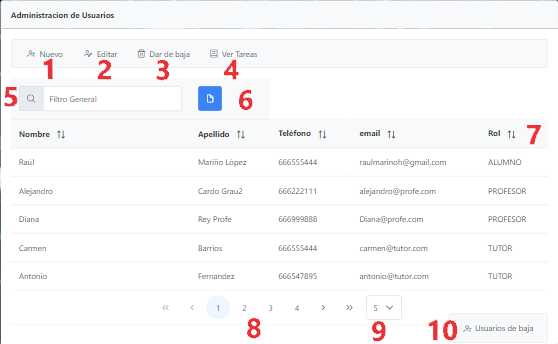 Administracion de Usuarios
Nuevo Editar Dar de baja Ver Tareas
1 2 3 4
5 Filtro General 6
Nombre Apellido Teléfono email Rol 7
Raúl Mariño López 666555444 raulmarinoh@gmail.com ALUMNO
Alejandro Cardo Grau2 666222111 alejandro@profe.com PROFESOR
Diana Rey Profe 666999888 Diana@profe.com PROFESOR
Carmen Barrios 666555444 carmen@tutor.com TUTOR
Antonio Fernandez 666547895 antonio@tutor.com TUTOR
« ‹ 1 2 3 4 › » 5
8 9 10 Usuarios de baja